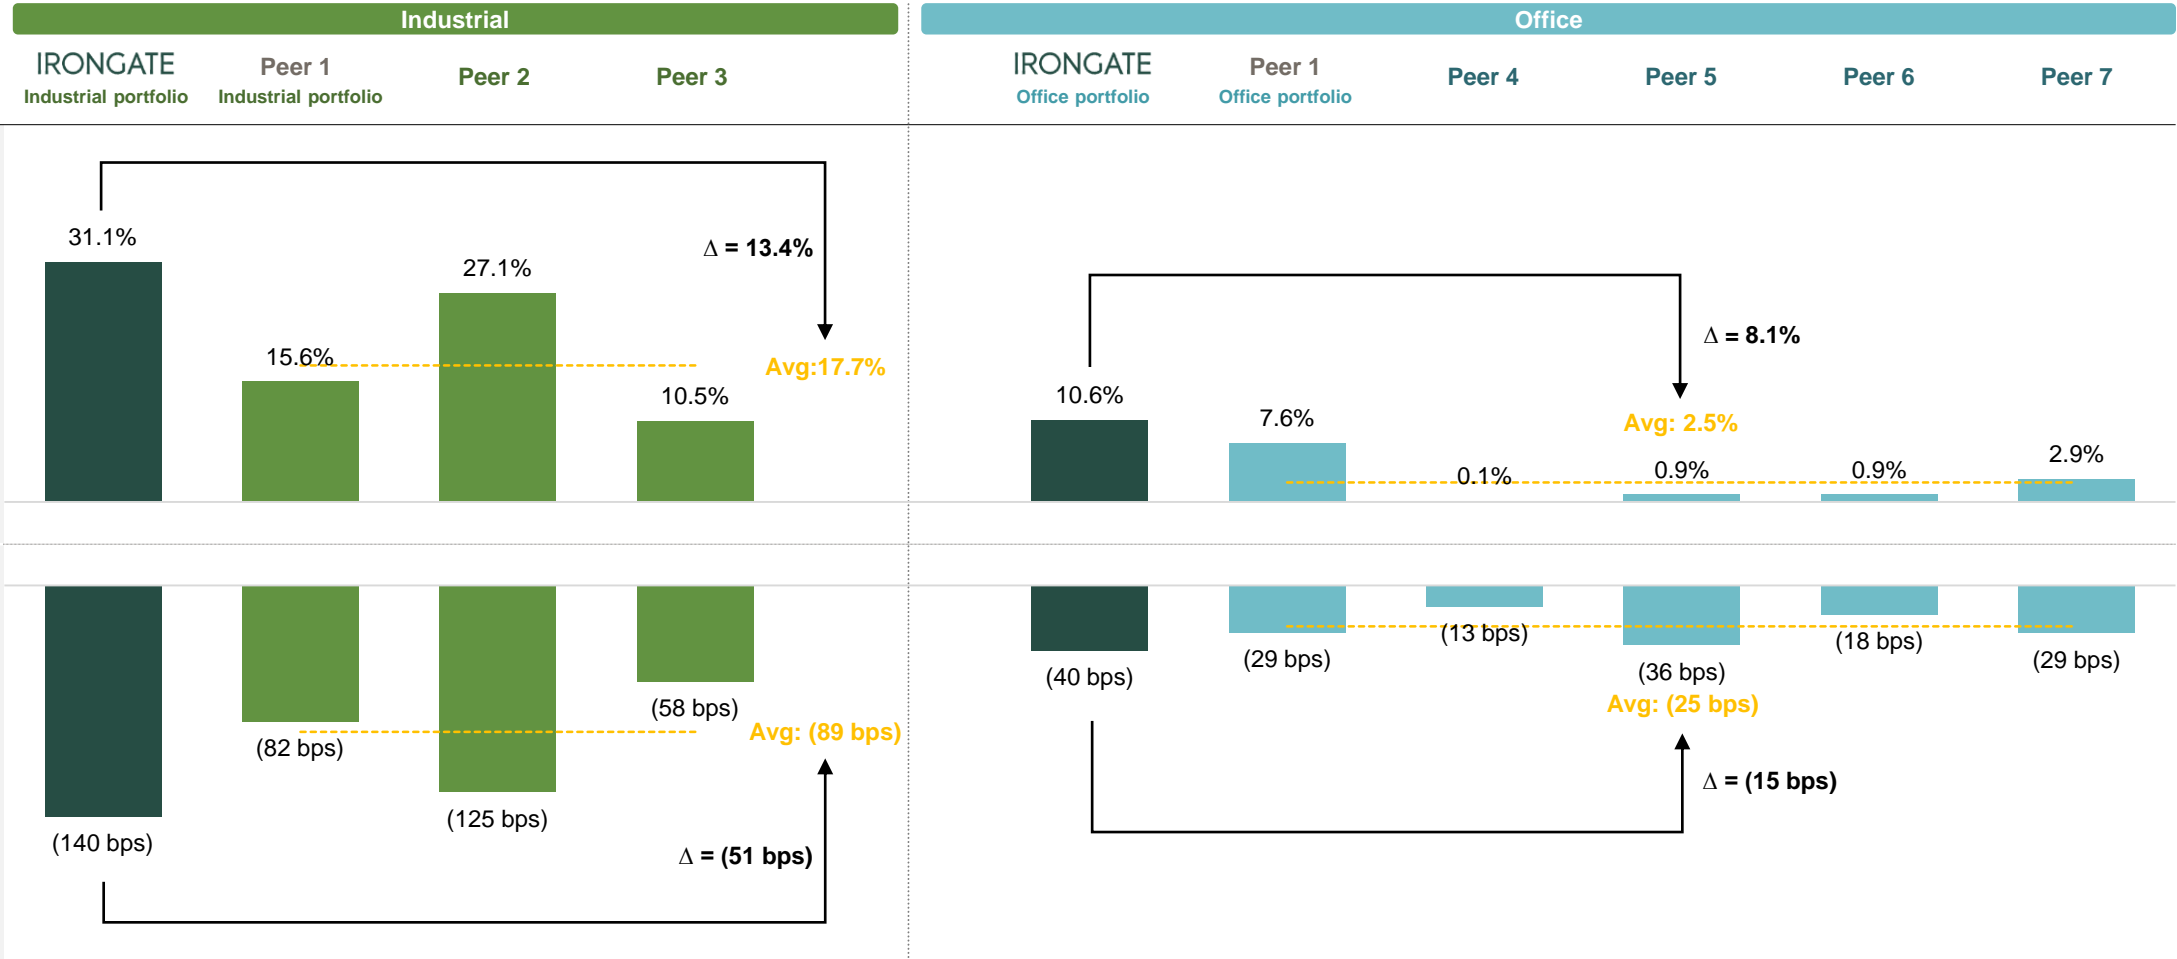 Industrial
Office
IRONGATE
Industrial portfolio
Peer 1
Industrial portfolio
Peer 2
Peer 3
IRONGATE
Office portfolio
Peer 1
Office portfolio
Peer 4
Peer 5
Peer 6
Peer 7
31.1%
15.6%
27.1%
10.5%
Δ = 13.4%
Avg:17.7%
10.6%
7.6%
0.1%
0.9%
0.9%
2.9%
Δ = 8.1%
Avg: 2.5%
(140 bps)
(82 bps)
(125 bps)
(58 bps)
Avg: (89 bps)
Δ = (51 bps)
(40 bps)
(29 bps)
(13 bps)
(36 bps)
(18 bps)
(29 bps)
Avg: (25 bps)
Δ = (15 bps)